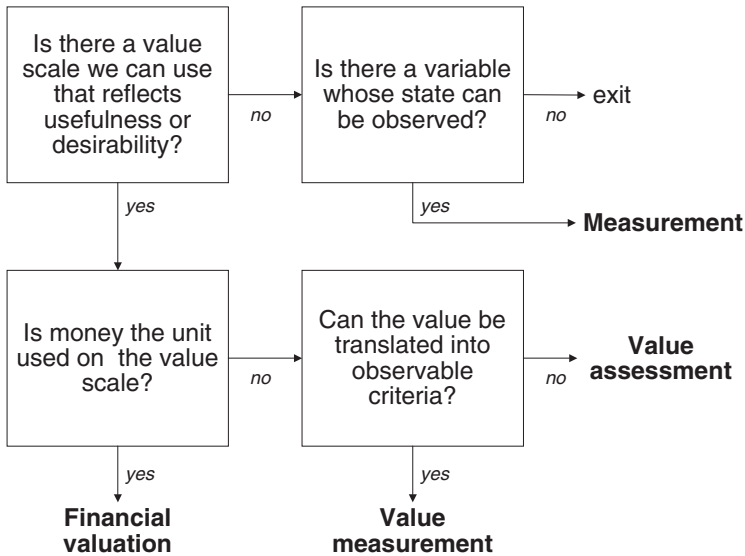 Is there a value
scale we can use
that reflects
usefulness or
desirability?
no
Is there a variable
whose state can
be observed?
no
exit
yes
yes
Measurement
Is money the unit
used on the value
scale?
no
Can the value be
translated into
observable
criteria?
no
Value
assessment
yes
yes
Financial
valuation
Value
measurement